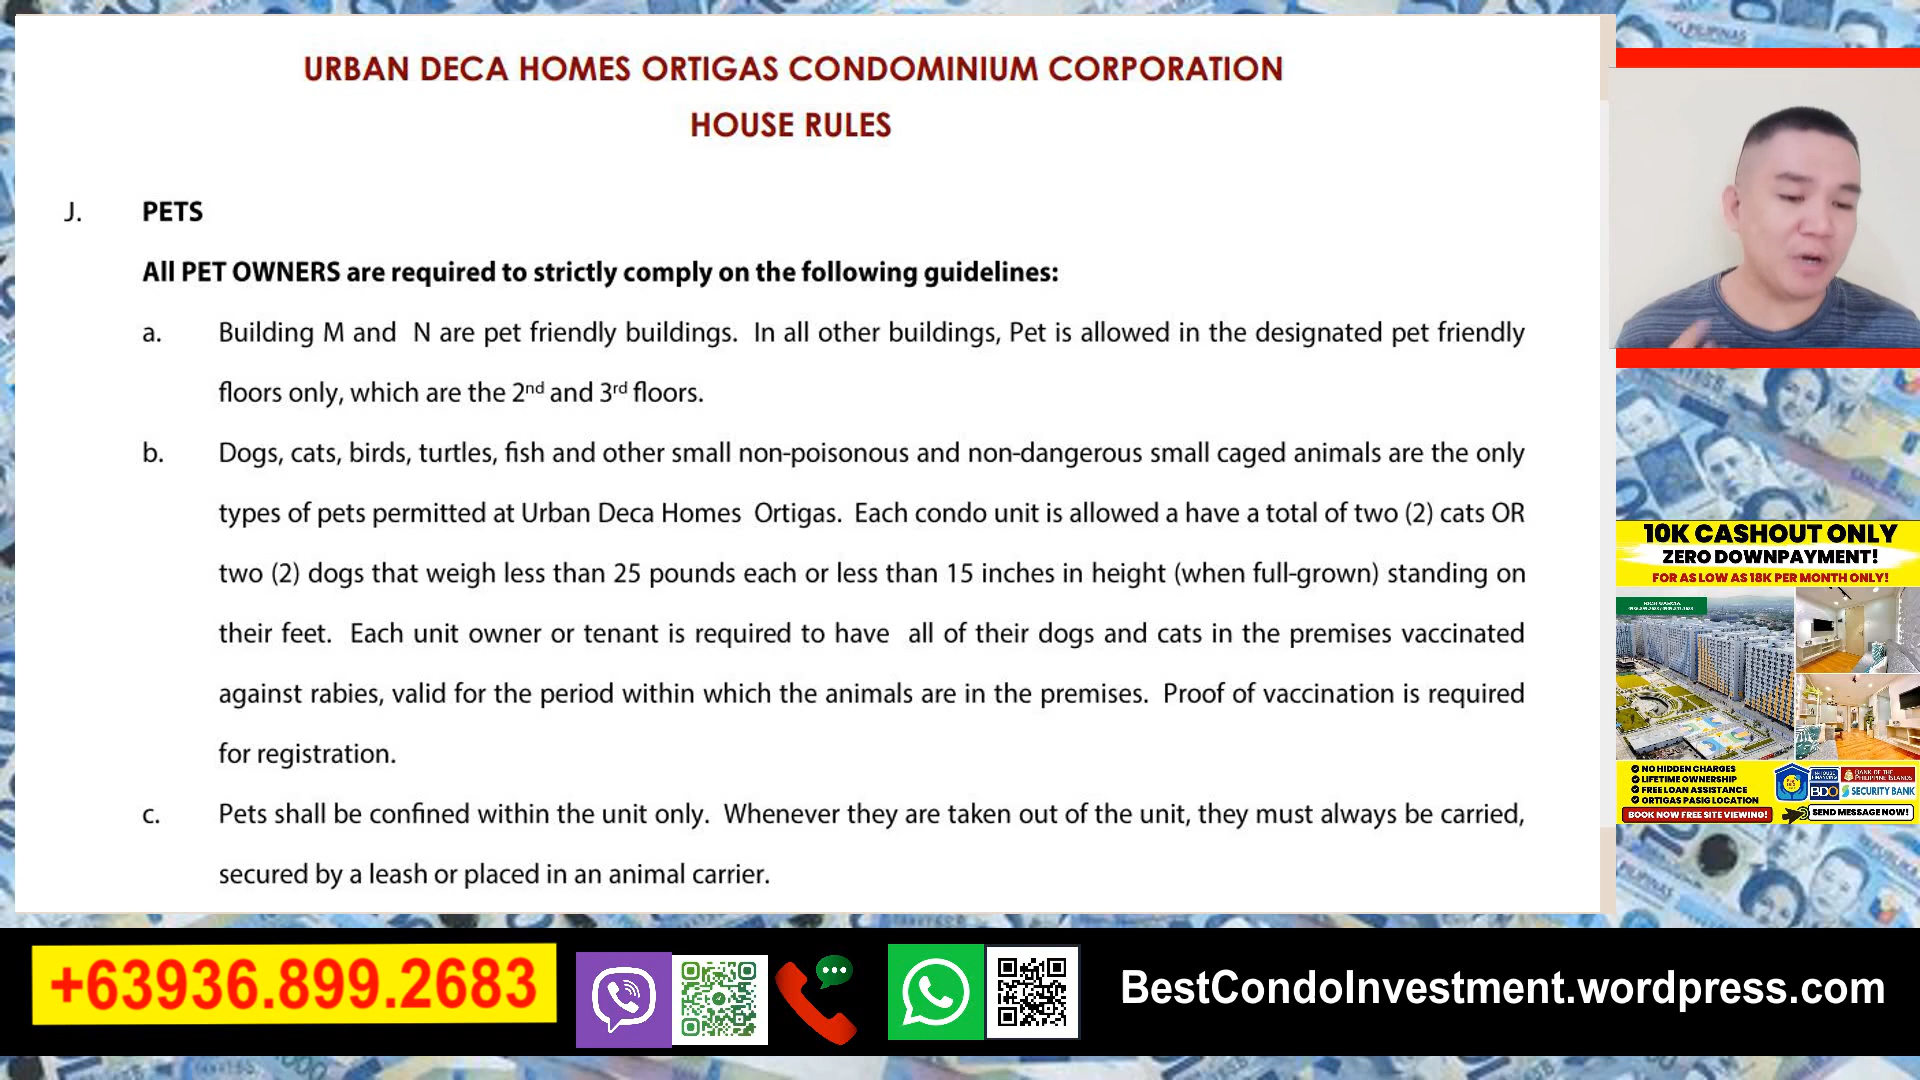 URBAN DECA HOMES ORTIGAS CONDOMINIUM CORPORATION
HOUSE RULES
J. PETS
All PET OWNERS are required to strictly comply on the following guidelines:
a. Building M and N are pet friendly buildings. In all other buildings, Pet is allowed in the designated pet friendly
floors only, which are the 2nd and 3rd floors.
b. Dogs, cats, birds, turtles, fish and other small non-poisonous and non-dangerous small caged animals are the only
types of pets permitted at Urban Deca Homes Ortigas. Each condo unit is allowed a have a total of two (2) cats OR
two (2) dogs that weigh less than 25 pounds each or less than 15 inches in height (when full-grown) standing on
their feet. Each unit owner or tenant is required to have all of their dogs and cats in the premises vaccinated
against rabies, valid for the period within which the animals are in the premises. Proof of vaccination is required
for registration.
c. Pets shall be confined within the unit only. Whenever they are taken out of the unit, they must always be carried,
secured by a leash or placed in an animal carrier.
10K CASHOUT ONLY
ZERO DOWNPAYMENT!
FOR AS LOW AS 18K PER MONTH ONLY!
NO HIDDEN CHARGES
LIFETIME OWNERSHIP
FREE LOAN ASSISTANCE
ORTIGAS PASIG LOCATION
BANK OF THE PHILIPPINE ISLANDS
BDO
SECURITY BANK
BOOK NOW FREE SITE VIEWING!
SEND MESSAGE NOW!
+63936.899.2683
BestCondoInvestment.wordpress.com